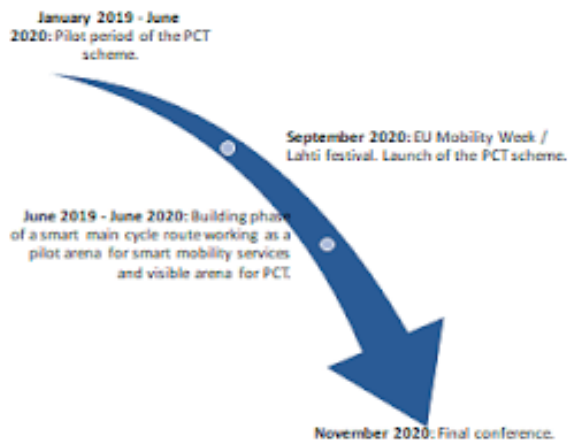 January 2019 - June
2020: Pilot period of the PCT
scheme.
September 2020: EU Mobility Week /
Lahti festival. Launch of the PCT scheme.
June 2019 - June 2020: Building phase
of a smart main cycle route working as a
pilot arena for smart mobility services
and visible arena for PCT.
November 2020: Final conference.